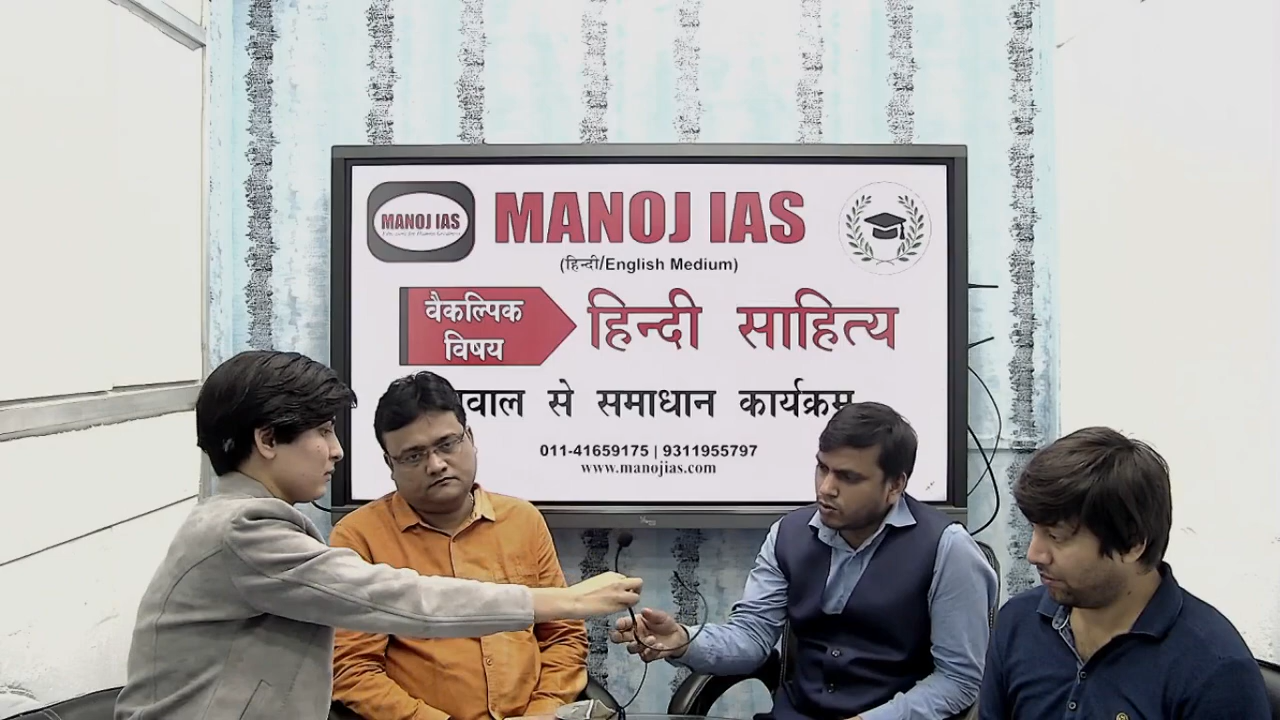 MANOJ IAS
MANOJ IAS
(हिन्दी/English Medium)
वैकल्पिक
विषय
हिन्दी साहित्य
से समाधान कार्यक्रम
011-41659175 | 9311955797
www.manojias.com